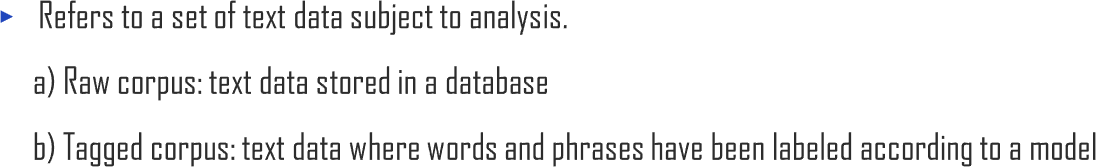 ▸ Refers to a set of text data subject to analysis.
a) Raw corpus: text data stored in a database
b) Tagged corpus: text data where words and phrases have been labeled according to a model